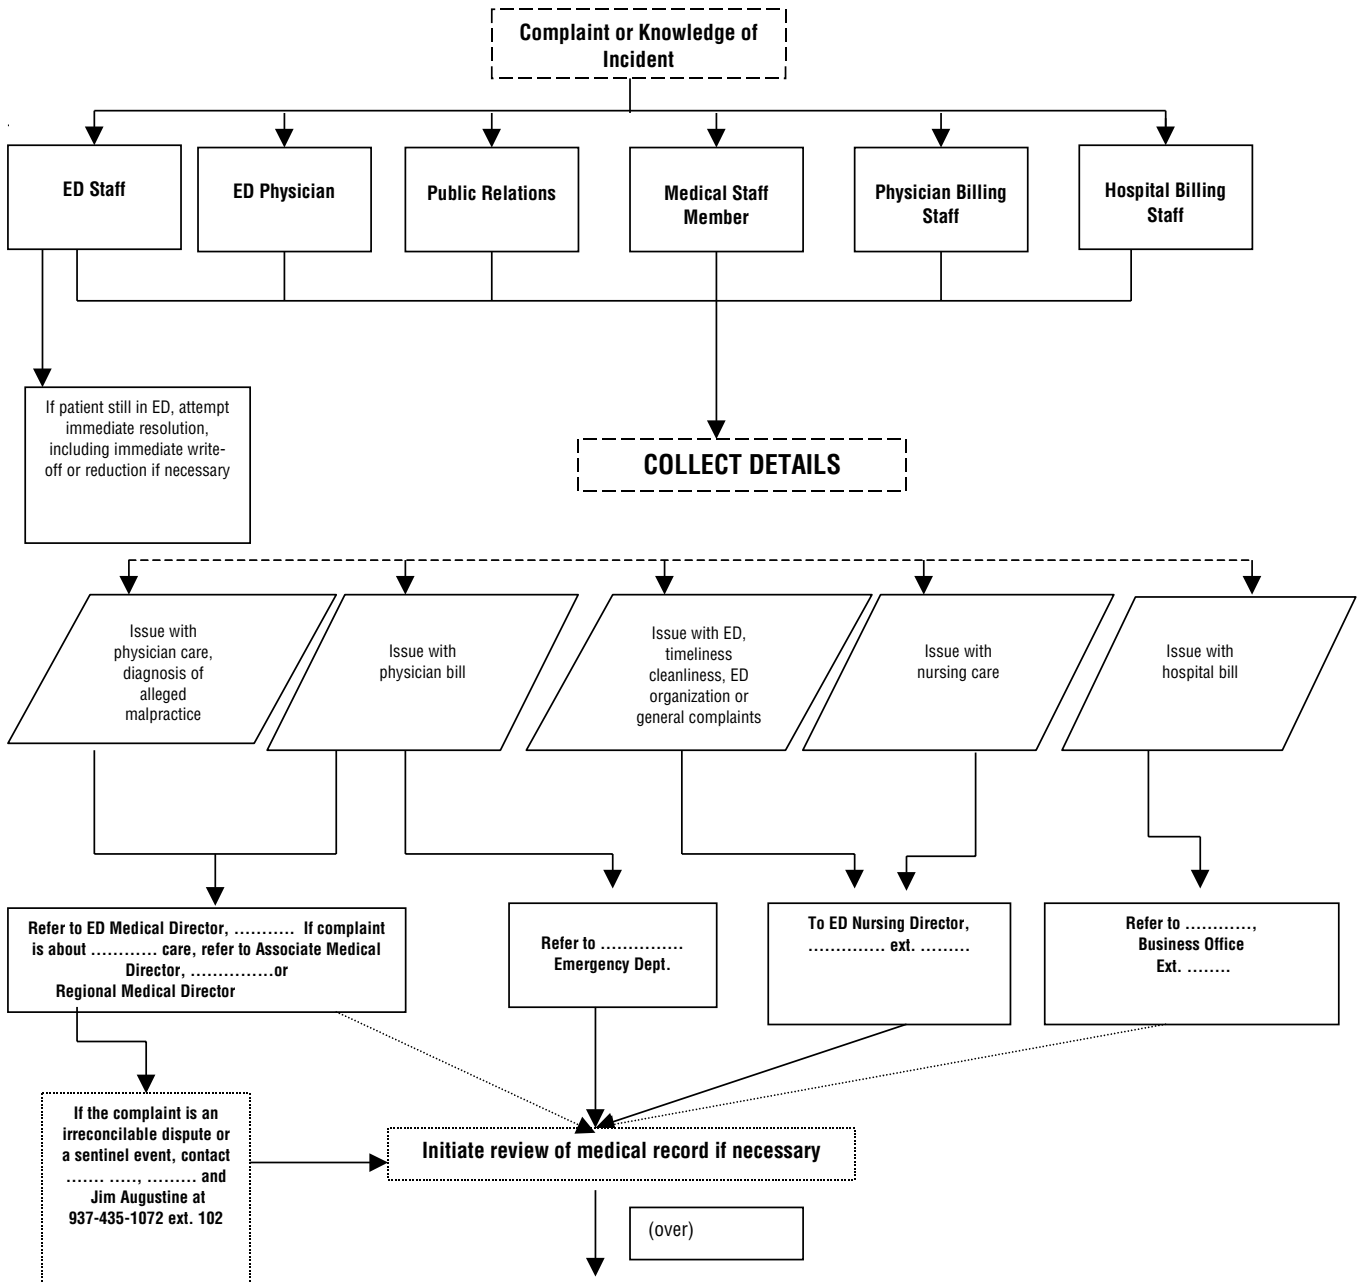 Complaint or Knowledge of
Incident
ED Staff
ED Physician
Public Relations
Medical Staff
Member
Physician Billing
Staff
Hospital Billing
Staff
If patient still in ED, attempt
immediate resolution,
including immediate write-
off or reduction if necessary
COLLECT DETAILS
Issue with
physician care,
diagnosis of
alleged
malpractice
Issue with
physician bill
Issue with ED,
timeliness
cleanliness, ED
organization or
general complaints
Issue with
nursing care
Issue with
hospital bill
Refer to ED Medical Director, ........... If complaint
is about ............ care, refer to Associate Medical
Director, ...............or
Regional Medical Director
Refer to ...............
Emergency Dept.
To ED Nursing Director,
.............. ext. .........
Refer to ............,
Business Office
Ext. ........
If the complaint is an
irreconcilable dispute or
a sentinel event, contact
....... ....., ......... and
Jim Augustine at
937-435-1072 ext. 102
Initiate review of medical record if necessary
(over)